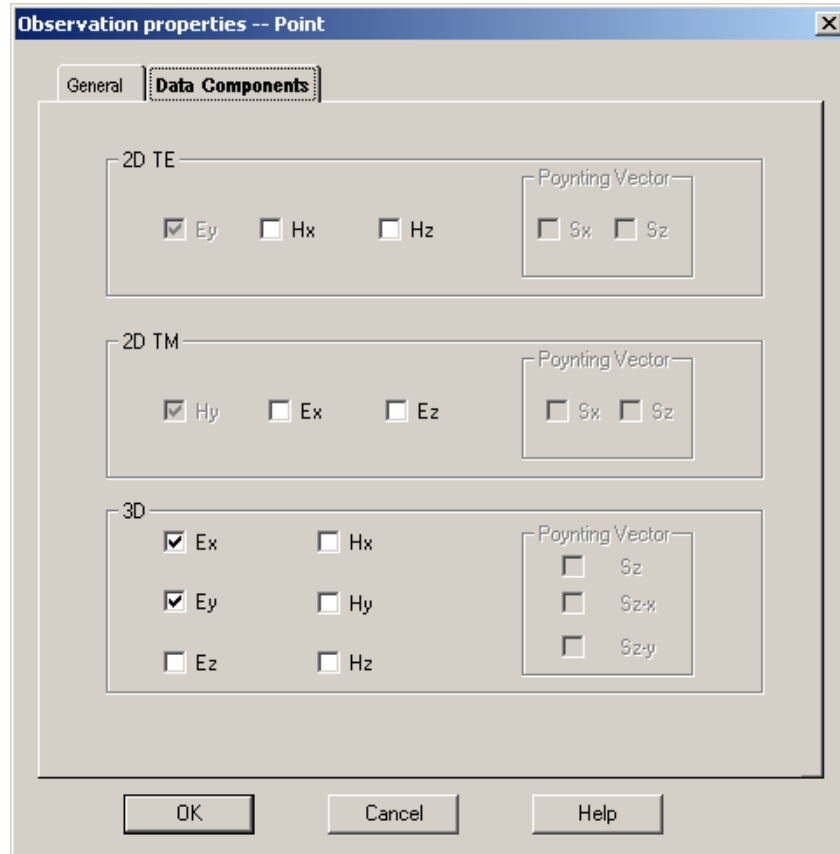 Observation properties -- Point
General Data Components
2D TE
Poynting Vector
Ey Hx Hz Sx Sz
2D TM
Poynting Vector
Hy Ex Ez Sx Sz
3D
Ex Hx Poynting Vector
Sz
Ey Hy Sz-x
Ez Hz Sz-y
OK Cancel Help